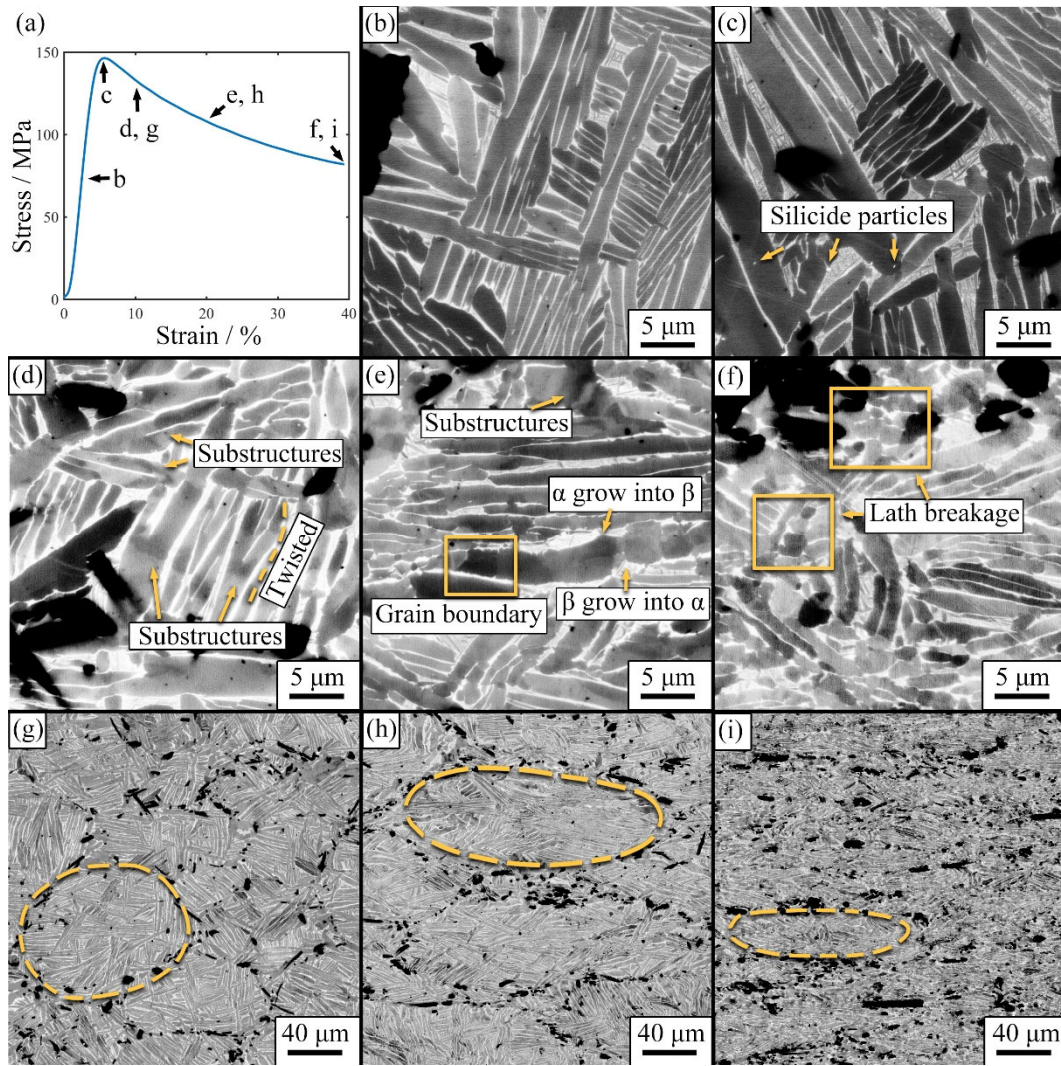 (a)
150
100
50
0
0
10
20
30
40
Stress / MPa
Strain / %
b
c
d, g
e, h
f, i
(b)
5 μm
(c)
Silicide particles
5 μm
(d)
Substructures
Twisted
Substructures
5 μm
(e)
Substructures
α grow into β
Grain boundary
β grow into α
5 μm
(f)
Lath breakage
5 μm
(g)
40 μm
(h)
40 μm
(i)
40 μm